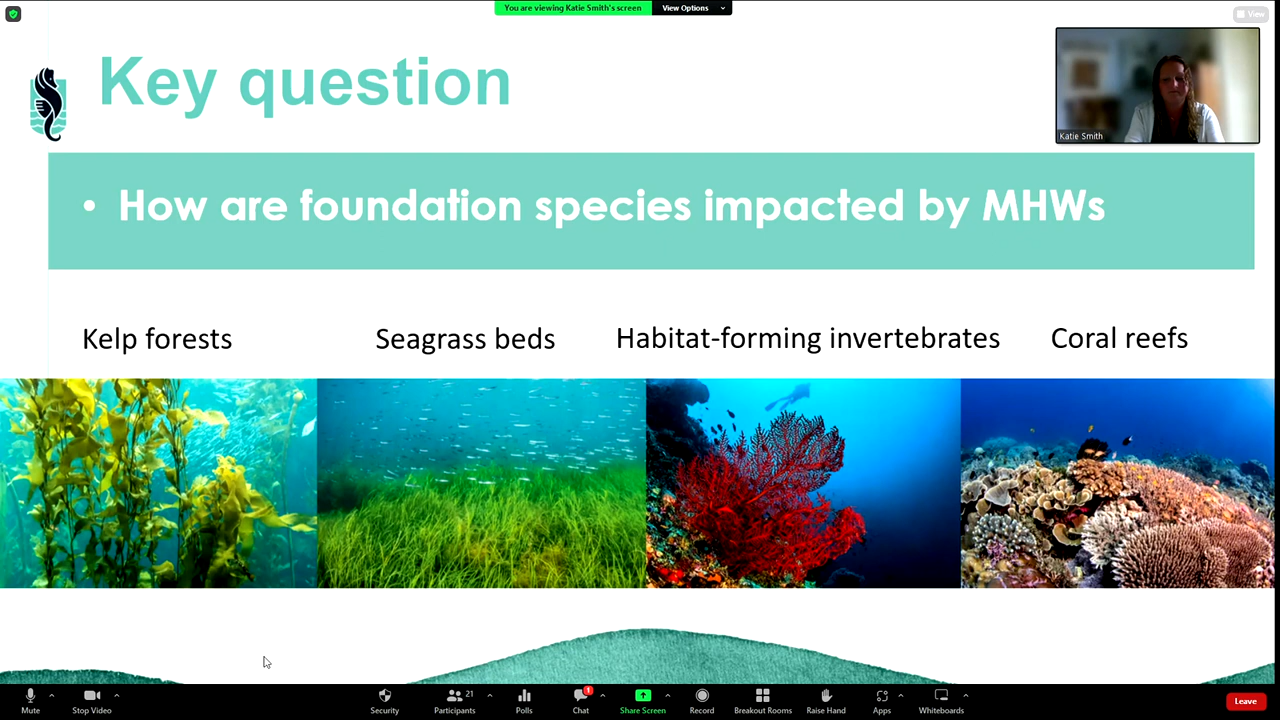 You are viewing Katie Smith's screen
View Options
View
Key question
Katie Smith
• How are foundation species impacted by MHWs
Kelp forests
Seagrass beds
Habitat-forming invertebrates
Coral reefs
Mute
Stop Video
Security
Participants
21
Polls
Chat
1
Share Screen
Record
Breakout Rooms
Raise Hand
Apps
Whiteboards
Leave